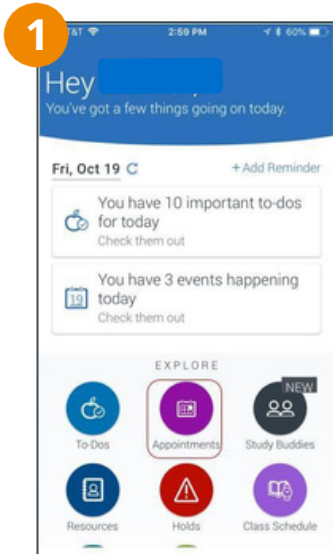 1
AT&T 2:59 PM 60%
Hey
You've got a few things going on today.
Fri, Oct 19 + Add Reminder
You have 10 important to-dos
for today
Check them out
You have 3 events happening
19 today
Check them out
EXPLORE
NEW
To-Dos Appointments Study Buddies
Resources Holds Class Schedule